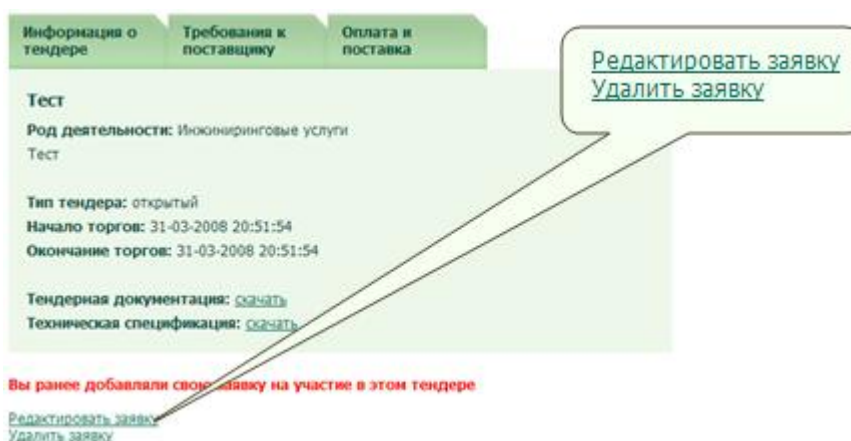 Информация о тендере
Требования к поставщику
Оплата и поставка
Редактировать заявку
Удалить заявку
Тест
Род деятельности: Инжиниринговые услуги
Тест
Тип тендера: открытый
Начало торгов: 31-03-2008 20:51:54
Окончание торгов: 31-03-2008 20:51:54
Тендерная документация: скачать
Техническая спецификация: скачать
Вы ранее добавляли свою заявку на участие в этом тендере
Редактировать заявку
Удалить заявку